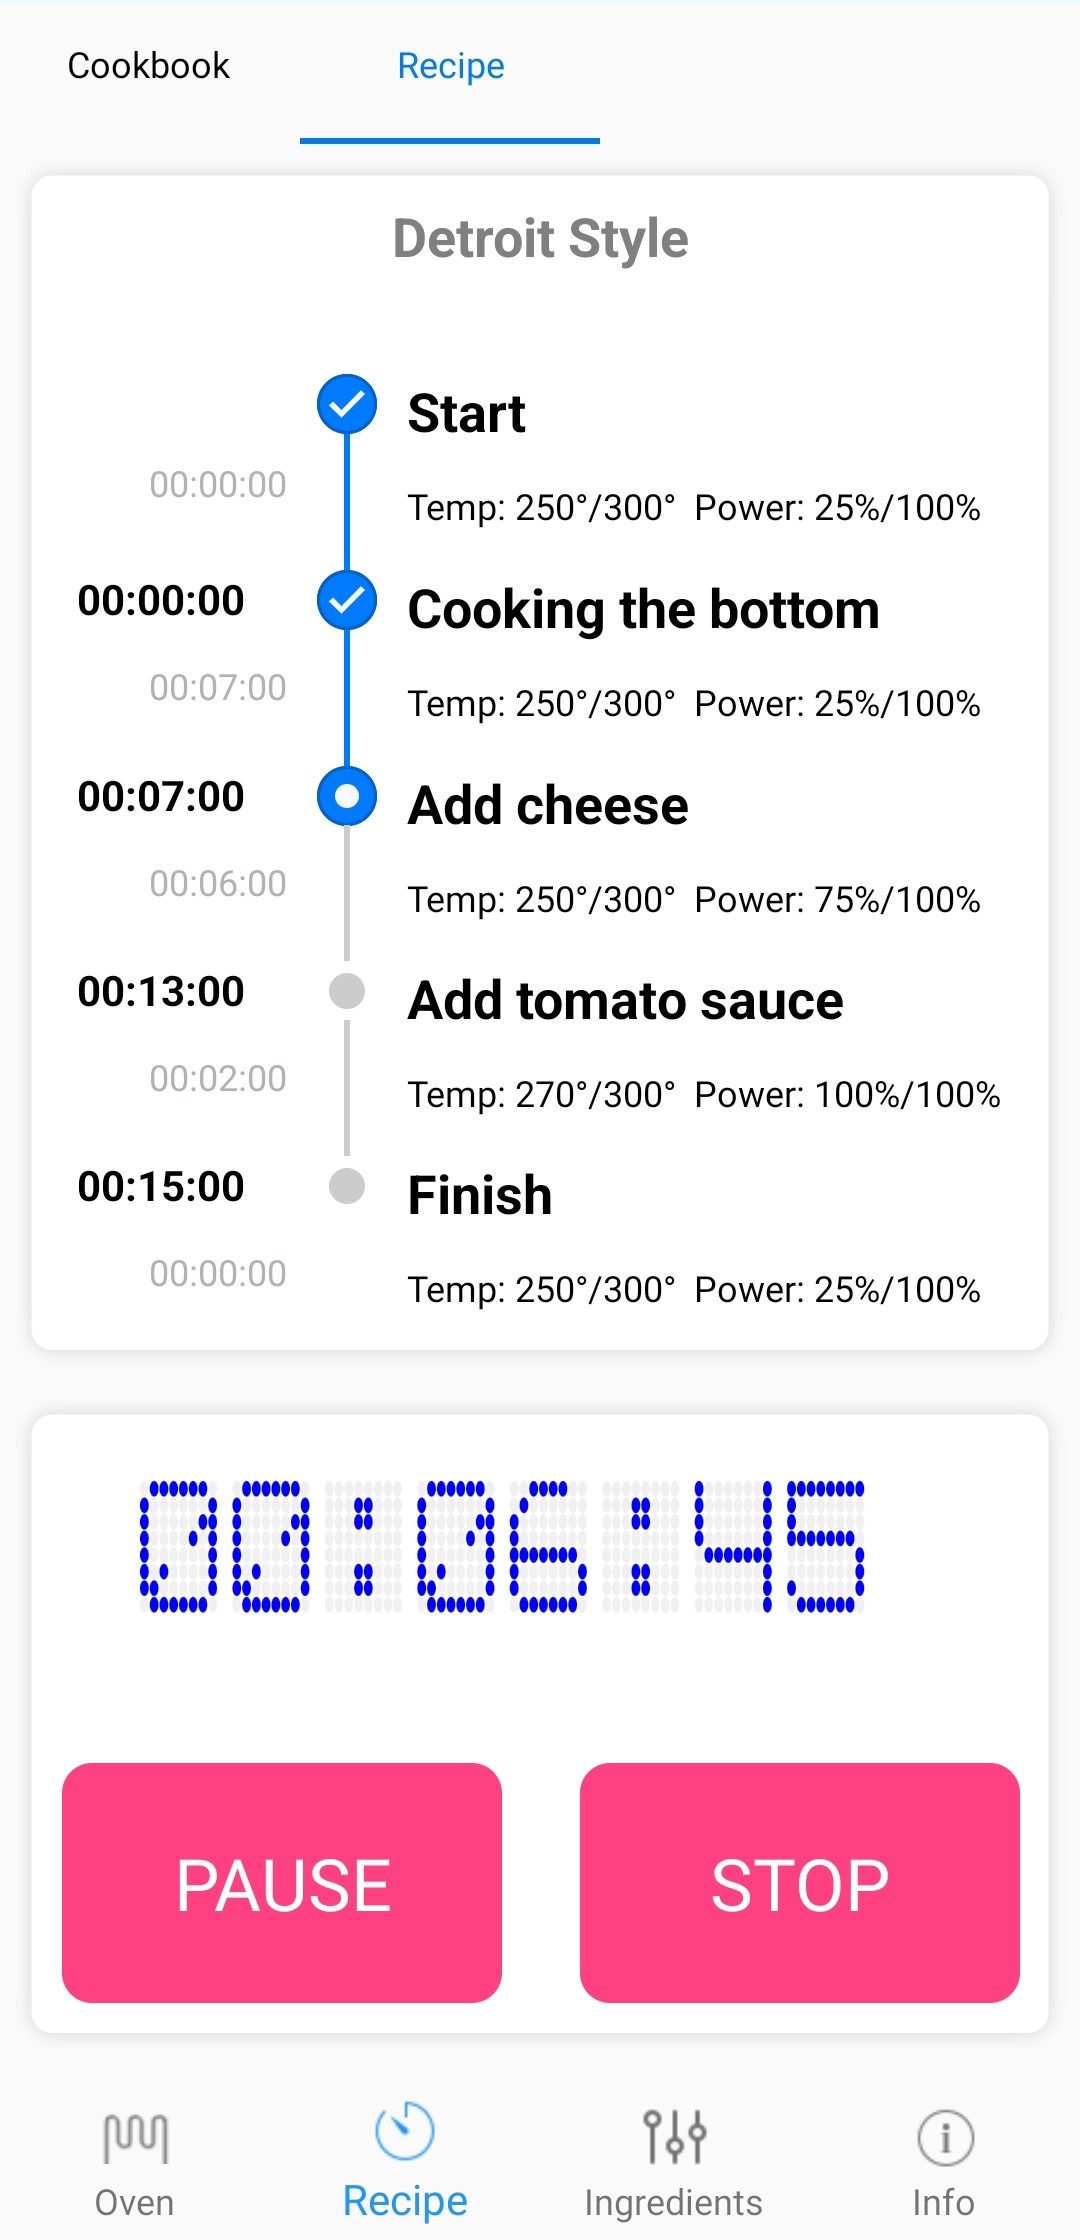 Cookbook Recipe
Detroit Style
Start
00:00:00
Temp: 250°/300° Power: 25%/100%
00:00:00 Cooking the bottom
00:07:00
Temp: 250°/300° Power: 25%/100%
00:07:00 Add cheese
00:06:00
Temp: 250°/300° Power: 75%/100%
00:13:00 Add tomato sauce
00:02:00
Temp: 270°/300° Power: 100%/100%
00:15:00 Finish
00:00:00
Temp: 250°/300° Power: 25%/100%
00:06:45
PAUSE STOP
Oven Recipe Ingredients Info